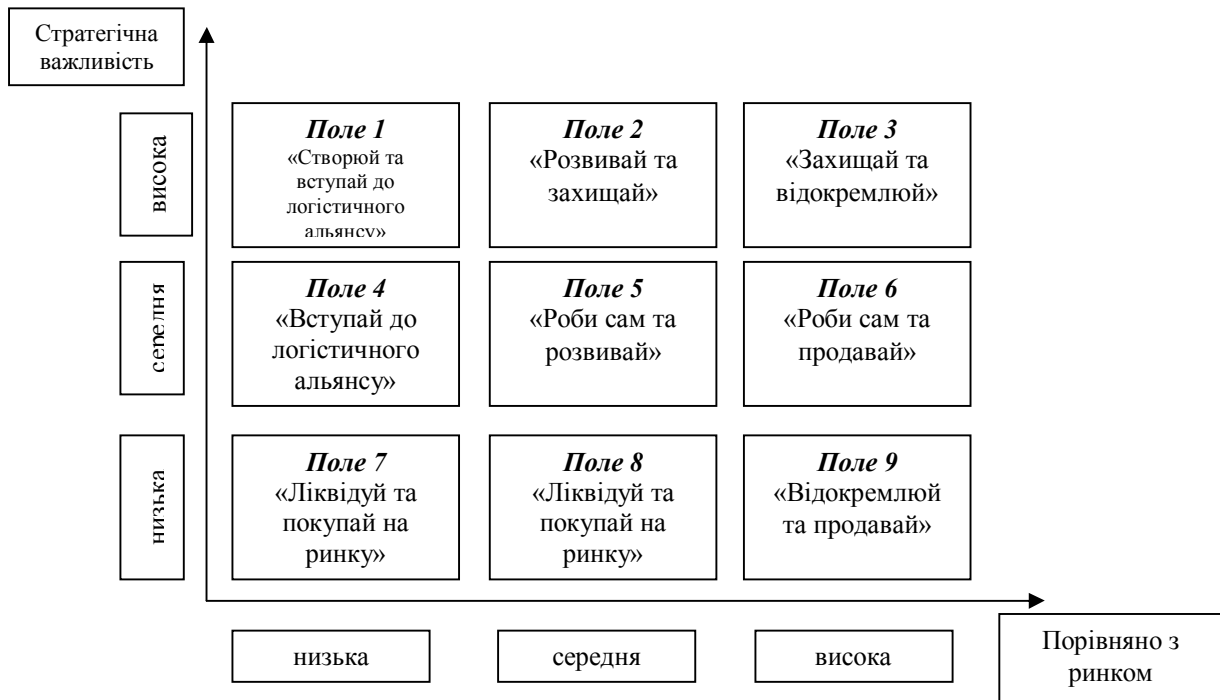 Стратегічна
важливість
висока
Поле 1
«Створюй та
вступай до
логістичного
альянсу»
Поле 2
«Розвивай та
захищай»
Поле 3
«Захищай та
відокремлюй»
середня
Поле 4
«Вступай до
логістичного
альянсу»
Поле 5
«Роби сам та
розвивай»
Поле 6
«Роби сам та
продавай»
низька
Поле 7
«Ліквідуй та
покупай на
ринку»
Поле 8
«Ліквідуй та
покупай на
ринку»
Поле 9
«Відокремлюй
та продавай»
низька
середня
висока
Порівняно з
ринком